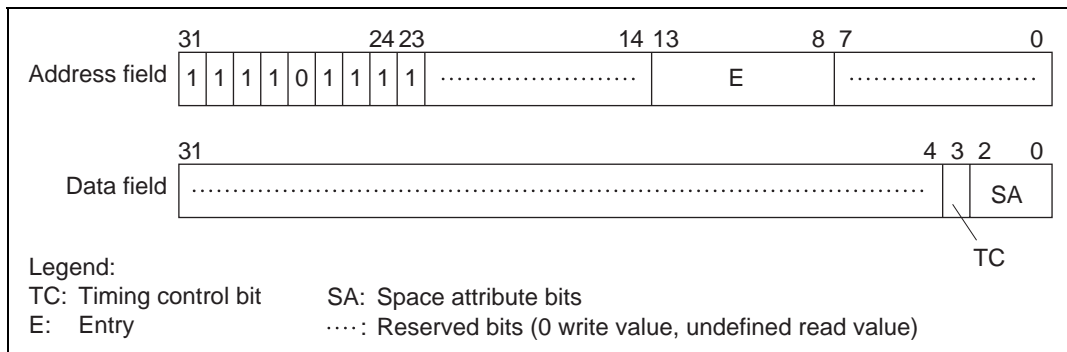 31 24 23 14 13 8 7 0
Address field 1 1 1 1 0 1 1 1 1 ........................ E ........................
31 4 3 2 0
Data field ........................ SA
TC
Legend:
TC: Timing control bit SA: Space attribute bits
E: Entry ····: Reserved bits (0 write value, undefined read value)